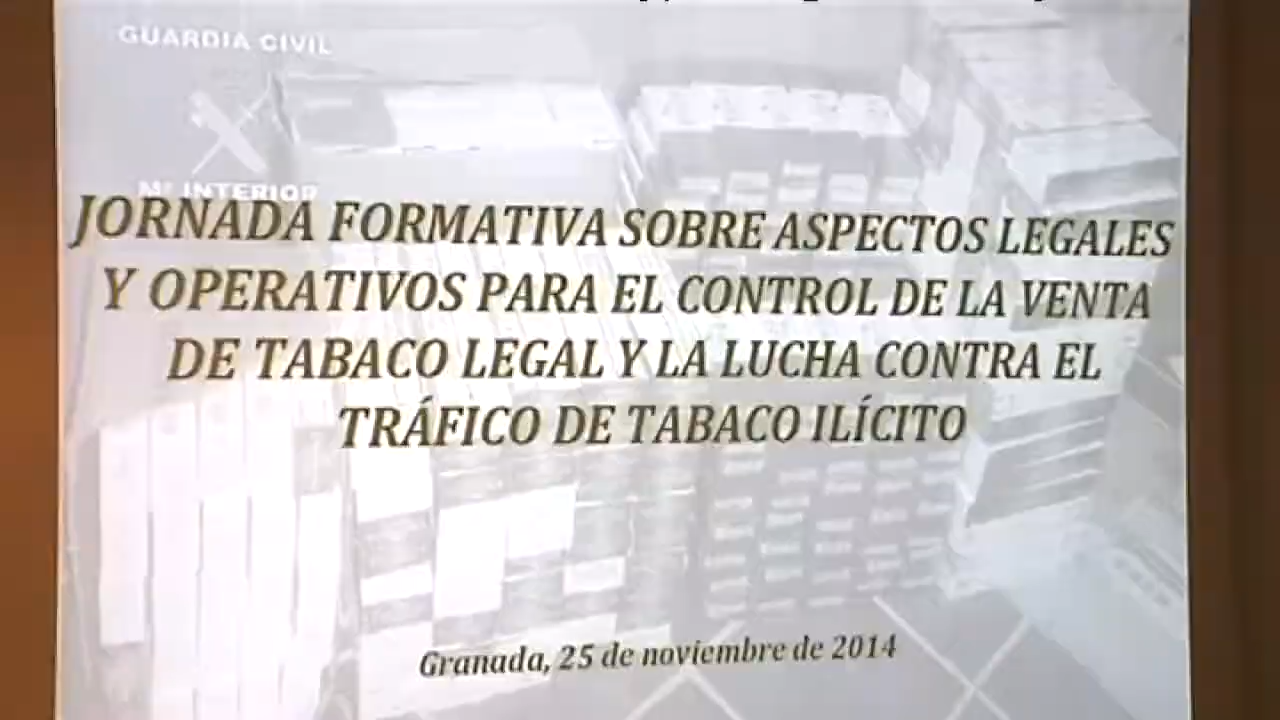 GUARDIA CIVIL
Mº INTERIOR
JORNADA FORMATIVA SOBRE ASPECTOS LEGALES
Y OPERATIVOS PARA EL CONTROL DE LA VENTA
DE TABACO LEGAL Y LA LUCHA CONTRA EL
TRÁFICO DE TABACO ILÍCITO
Granada, 25 de noviembre de 2014